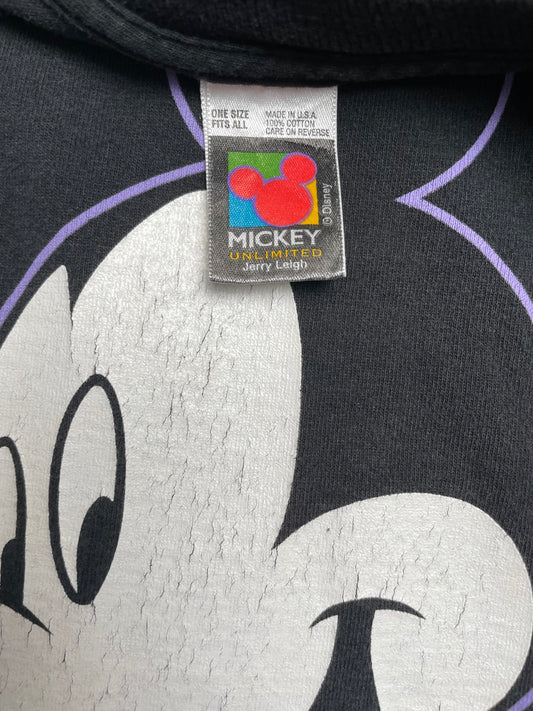 ONE SIZE
FITS ALL
MADE IN U.S.A.
100% COTTON
CARE ON REVERSE
© Disney
MICKEY
UNLIMITED
Jerry Leigh